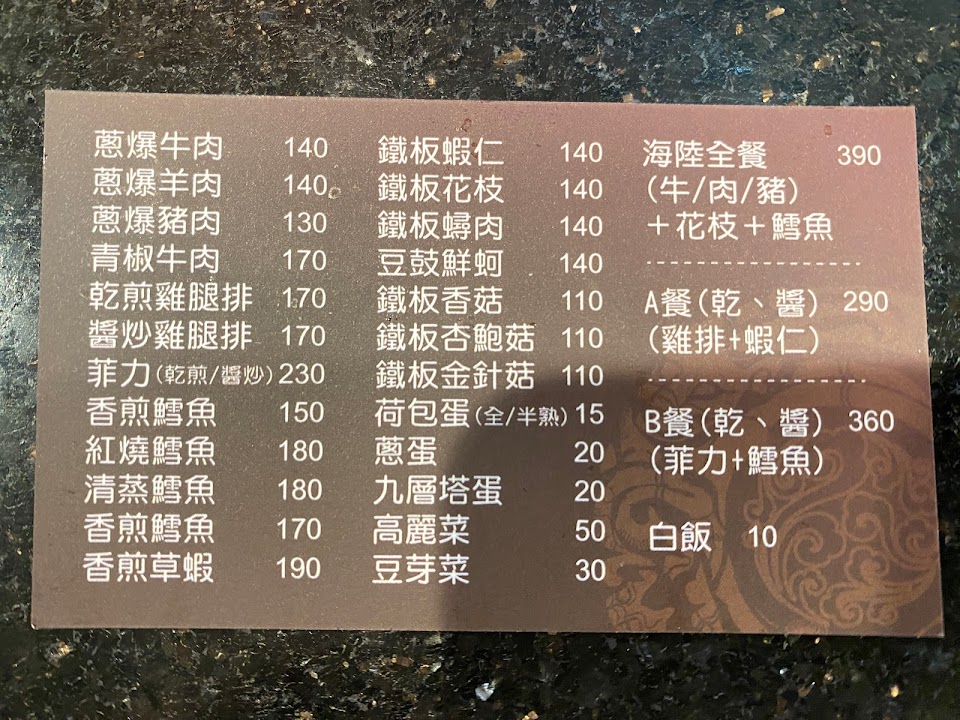 蔥爆牛肉 140
蔥爆羊肉 140
蔥爆豬肉 130
青椒牛肉 170
乾煎雞腿排 170
醬炒雞腿排 170
菲力(乾煎/醬炒) 230
香煎鱈魚 150
紅燒鱈魚 180
清蒸鱈魚 180
香煎鱈魚 170
香煎草蝦 190
鐵板蝦仁 140
鐵板花枝 140
鐵板蟳肉 140
豆鼓鮮蚵 140
鐵板香菇 110
鐵板杏鮑菇 110
鐵板金針菇 110
荷包蛋(全/半熟) 15
蔥蛋 20
九層塔蛋 20
高麗菜 50
豆芽菜 30
海陸全餐 390
(牛/肉/豬)
＋花枝＋鱈魚
A餐(乾、醬) 290
(雞排+蝦仁)
B餐(乾、醬) 360
(菲力+鱈魚)
白飯 10